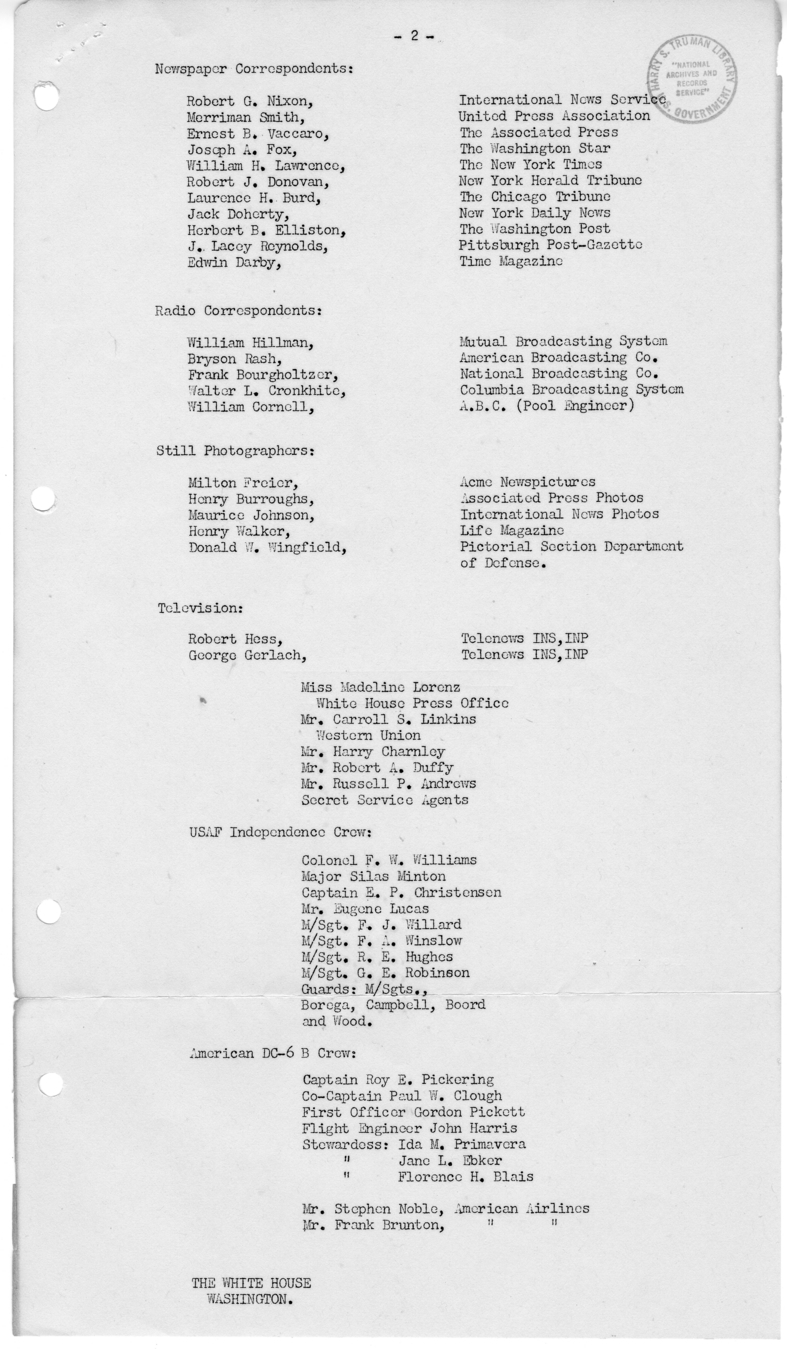 - 2 -
HARRY S. TRUMAN LIBRARY
"NATIONAL
ARCHIVES AND
RECORDS
SERVICE"
U.S. GOVERNMENT
Newspaper Correspondents:
Robert G. Nixon, International News Service
Merriman Smith, United Press Association
Ernest B. Vaccaro, The Associated Press
Joseph A. Fox, The Washington Star
William H. Lawrence, The New York Times
Robert J. Donovan, New York Herald Tribune
Laurence H. Burd, The Chicago Tribune
Jack Doherty, New York Daily News
Herbert B. Elliston, The Washington Post
J. Lacey Reynolds, Pittsburgh Post-Gazette
Edwin Darby, Time Magazine
Radio Correspondents:
William Hillman, Mutual Broadcasting System
Bryson Rash, American Broadcasting Co.
Frank Bourgholtzer, National Broadcasting Co.
Walter L. Cronkhite, Columbia Broadcasting System
William Cornell, A.B.C. (Pool Engineer)
Still Photographers:
Milton Freier, Acme Newspictures
Henry Burroughs, Associated Press Photos
Maurice Johnson, International News Photos
Henry Walker, Life Magazine
Donald W. Wingfield, Pictorial Section Department
of Defense.
Television:
Robert Hess, Telenews INS,INP
George Gerlach, Telenews INS,INP
Miss Madeline Lorenz
White House Press Office
Mr. Carroll S. Linkins
Western Union
Mr. Harry Charnley
Mr. Robert A. Duffy
Mr. Russell P. Andrews
Secret Service Agents
USAF Independence Crew:
Colonel F. W. Williams
Major Silas Minton
Captain E. P. Christensen
Mr. Eugene Lucas
M/Sgt. F. J. Willard
M/Sgt. F. A. Winslow
M/Sgt. R. E. Hughes
M/Sgt. G. E. Robinson
Guards: M/Sgts.,
Borega, Campbell, Boord
and Wood.
American DC-6 B Crew:
Captain Roy E. Pickering
Co-Captain Paul W. Clough
First Officer Gordon Pickett
Flight Engineer John Harris
Stewardess: Ida M. Primavera
" Jane L. Ebker
" Florence H. Blais
Mr. Stephen Noble, American Airlines
Mr. Frank Brunton, " "
THE WHITE HOUSE
WASHINGTON.